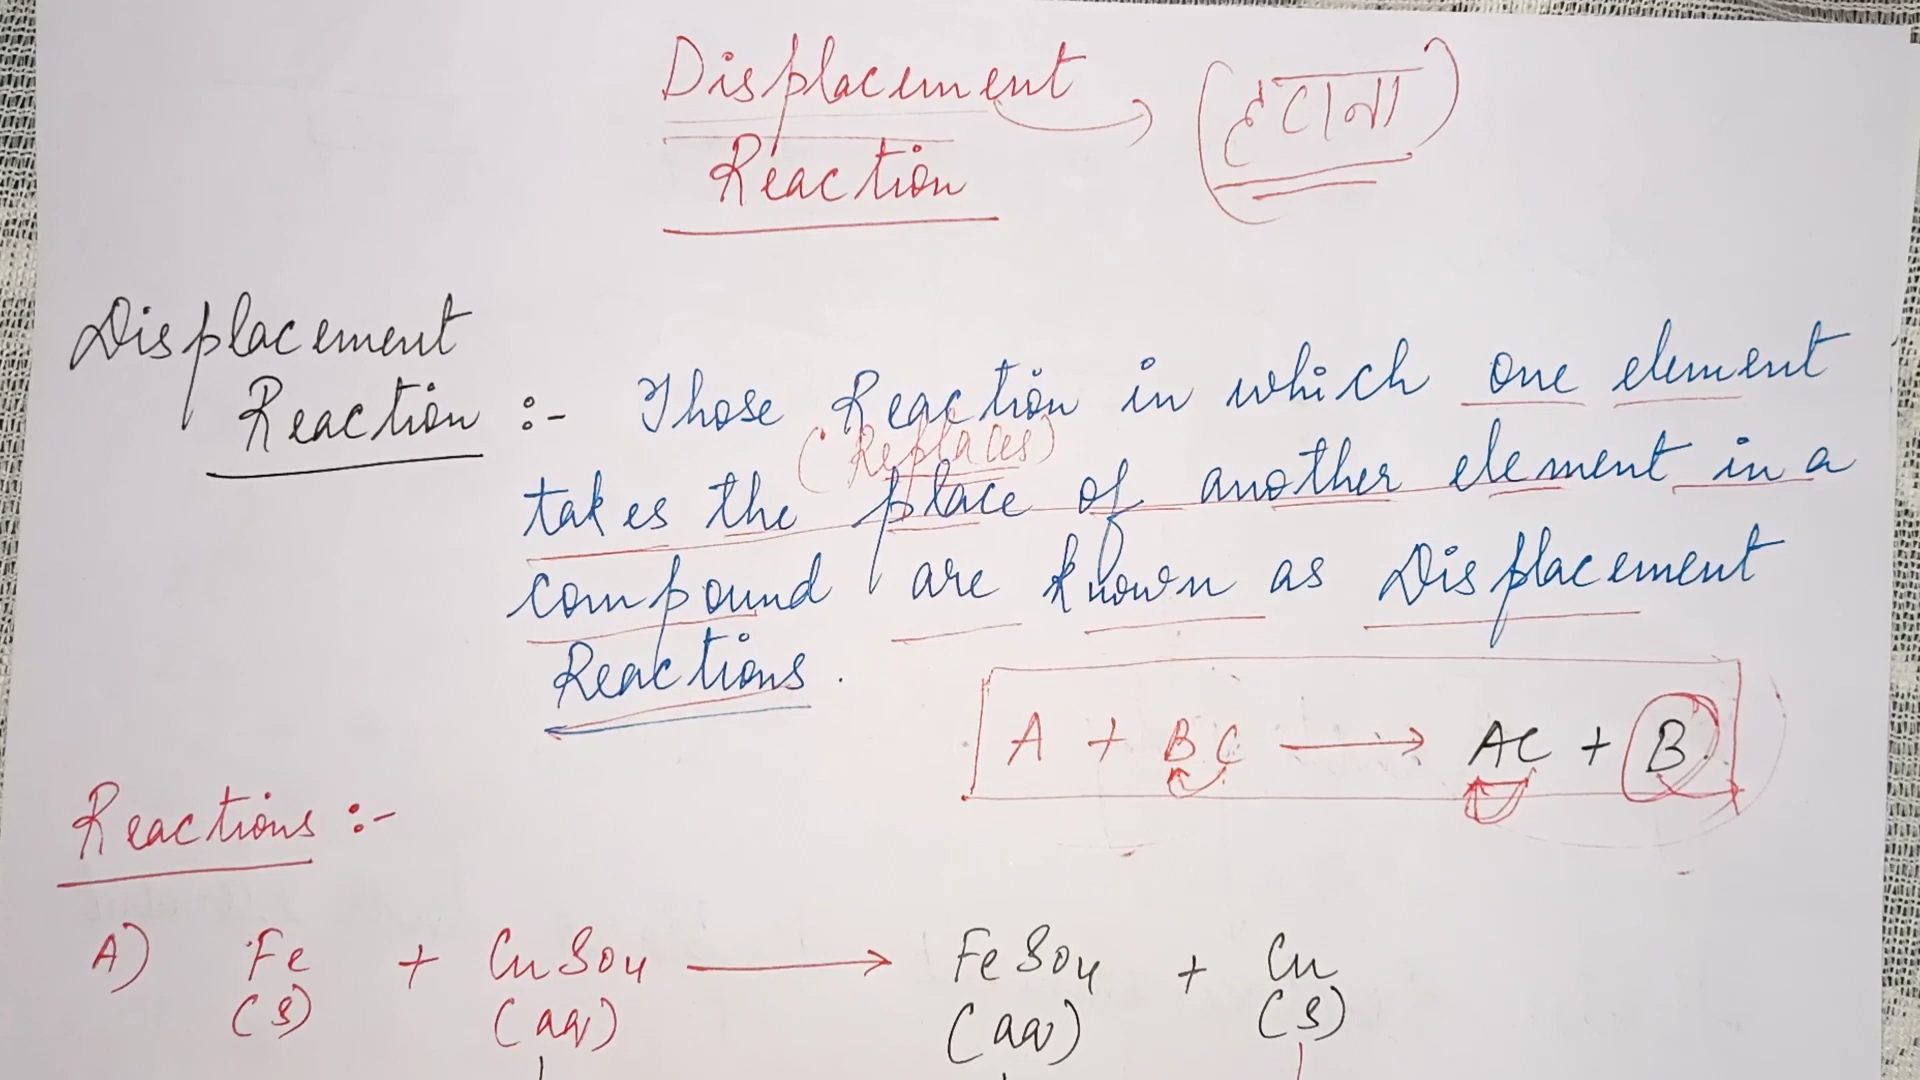 Displacement (हटाना)
Reaction
Displacement
Reaction :- Those Reaction in which one element
(Replaces)
takes the place of another element in a
compound are known as Displacement
Reactions.
A + BC → AC + B
Reactions :-
A) Fe + CuSO4 → FeSO4 + Cu
(s) (aq) (aq) (s)